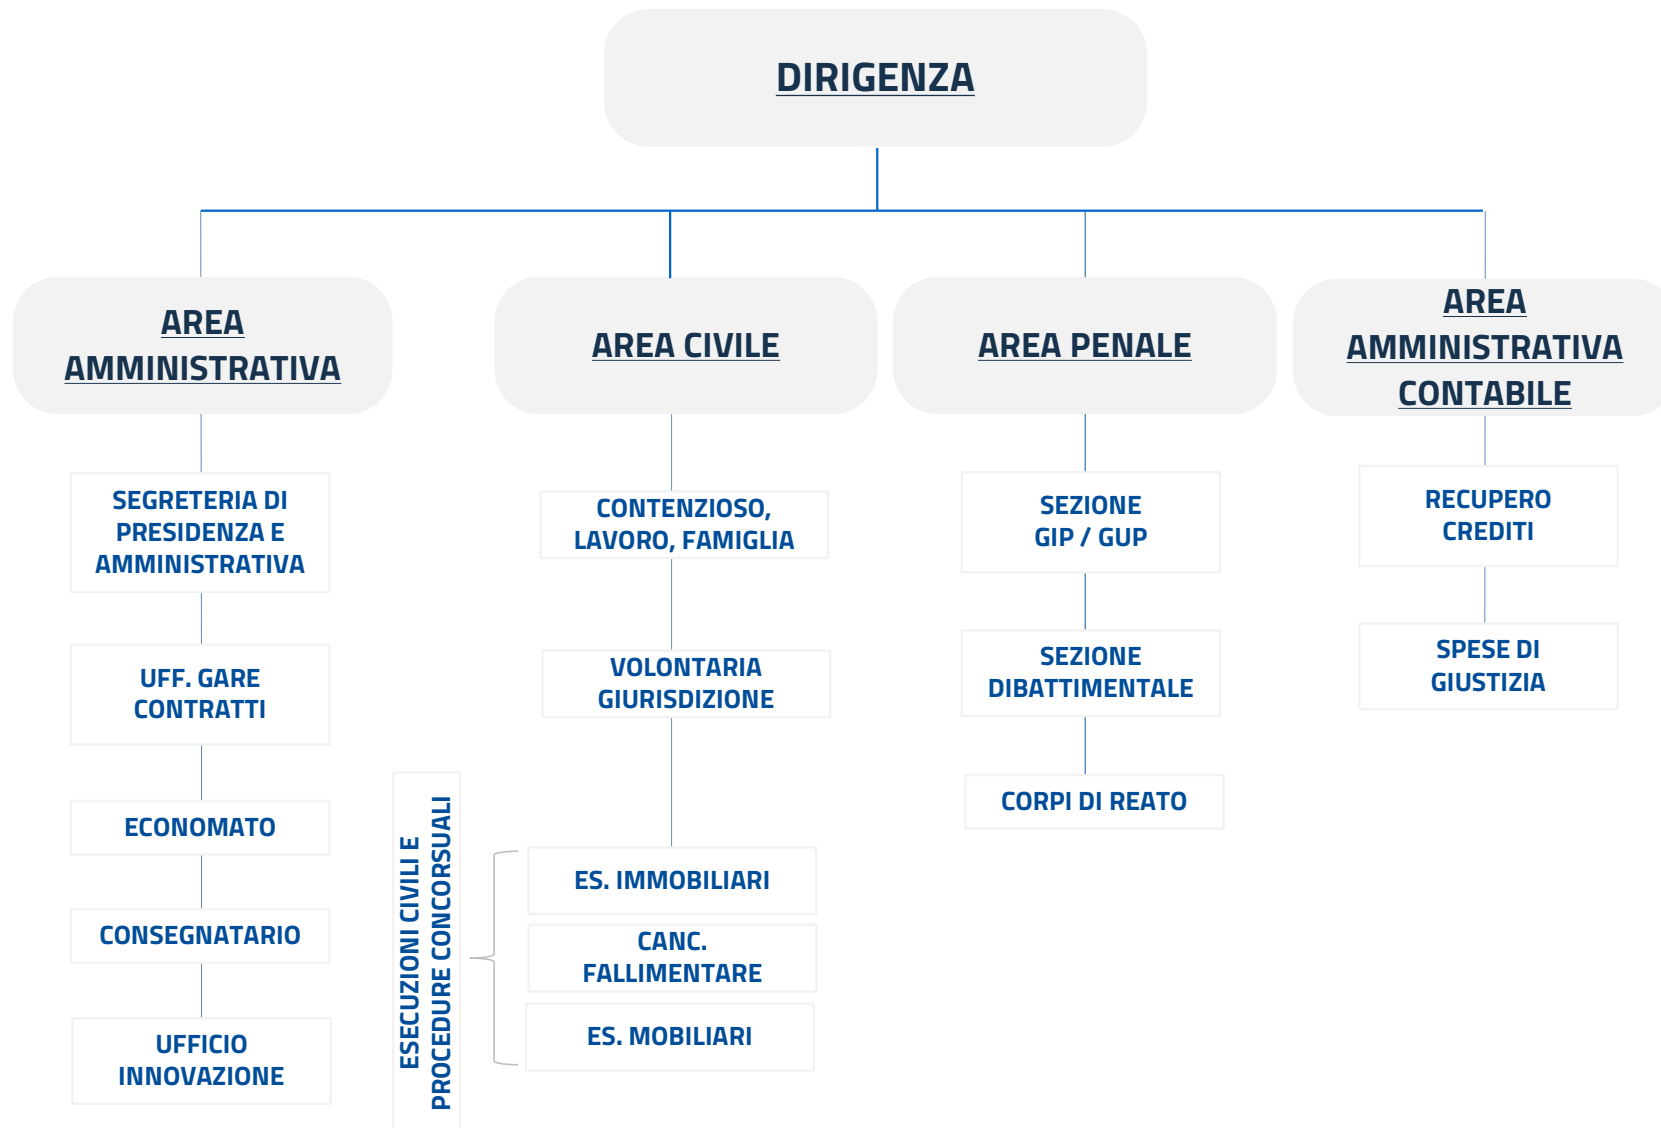 DIRIGENZA
AREA
AMMINISTRATIVA
AREA CIVILE
AREA PENALE
AREA
AMMINISTRATIVA
CONTABILE
SEGRETERIA DI
PRESIDENZA E
AMMINISTRATIVA
UFF. GARE
CONTRATTI
ECONOMATO
CONSEGNATARIO
UFFICIO
INNOVAZIONE
CONTENZIOSO,
LAVORO, FAMIGLIA
VOLONTARIA
GIURISDIZIONE
ESECUZIONI CIVILI E
PROCEDURE CONCORSUALI
ES. IMMOBILIARI
CANC.
FALLIMENTARE
ES. MOBILIARI
SEZIONE
GIP / GUP
SEZIONE
DIBATTIMENTALE
CORPI DI REATO
RECUPERO
CREDITI
SPESE DI
GIUSTIZIA